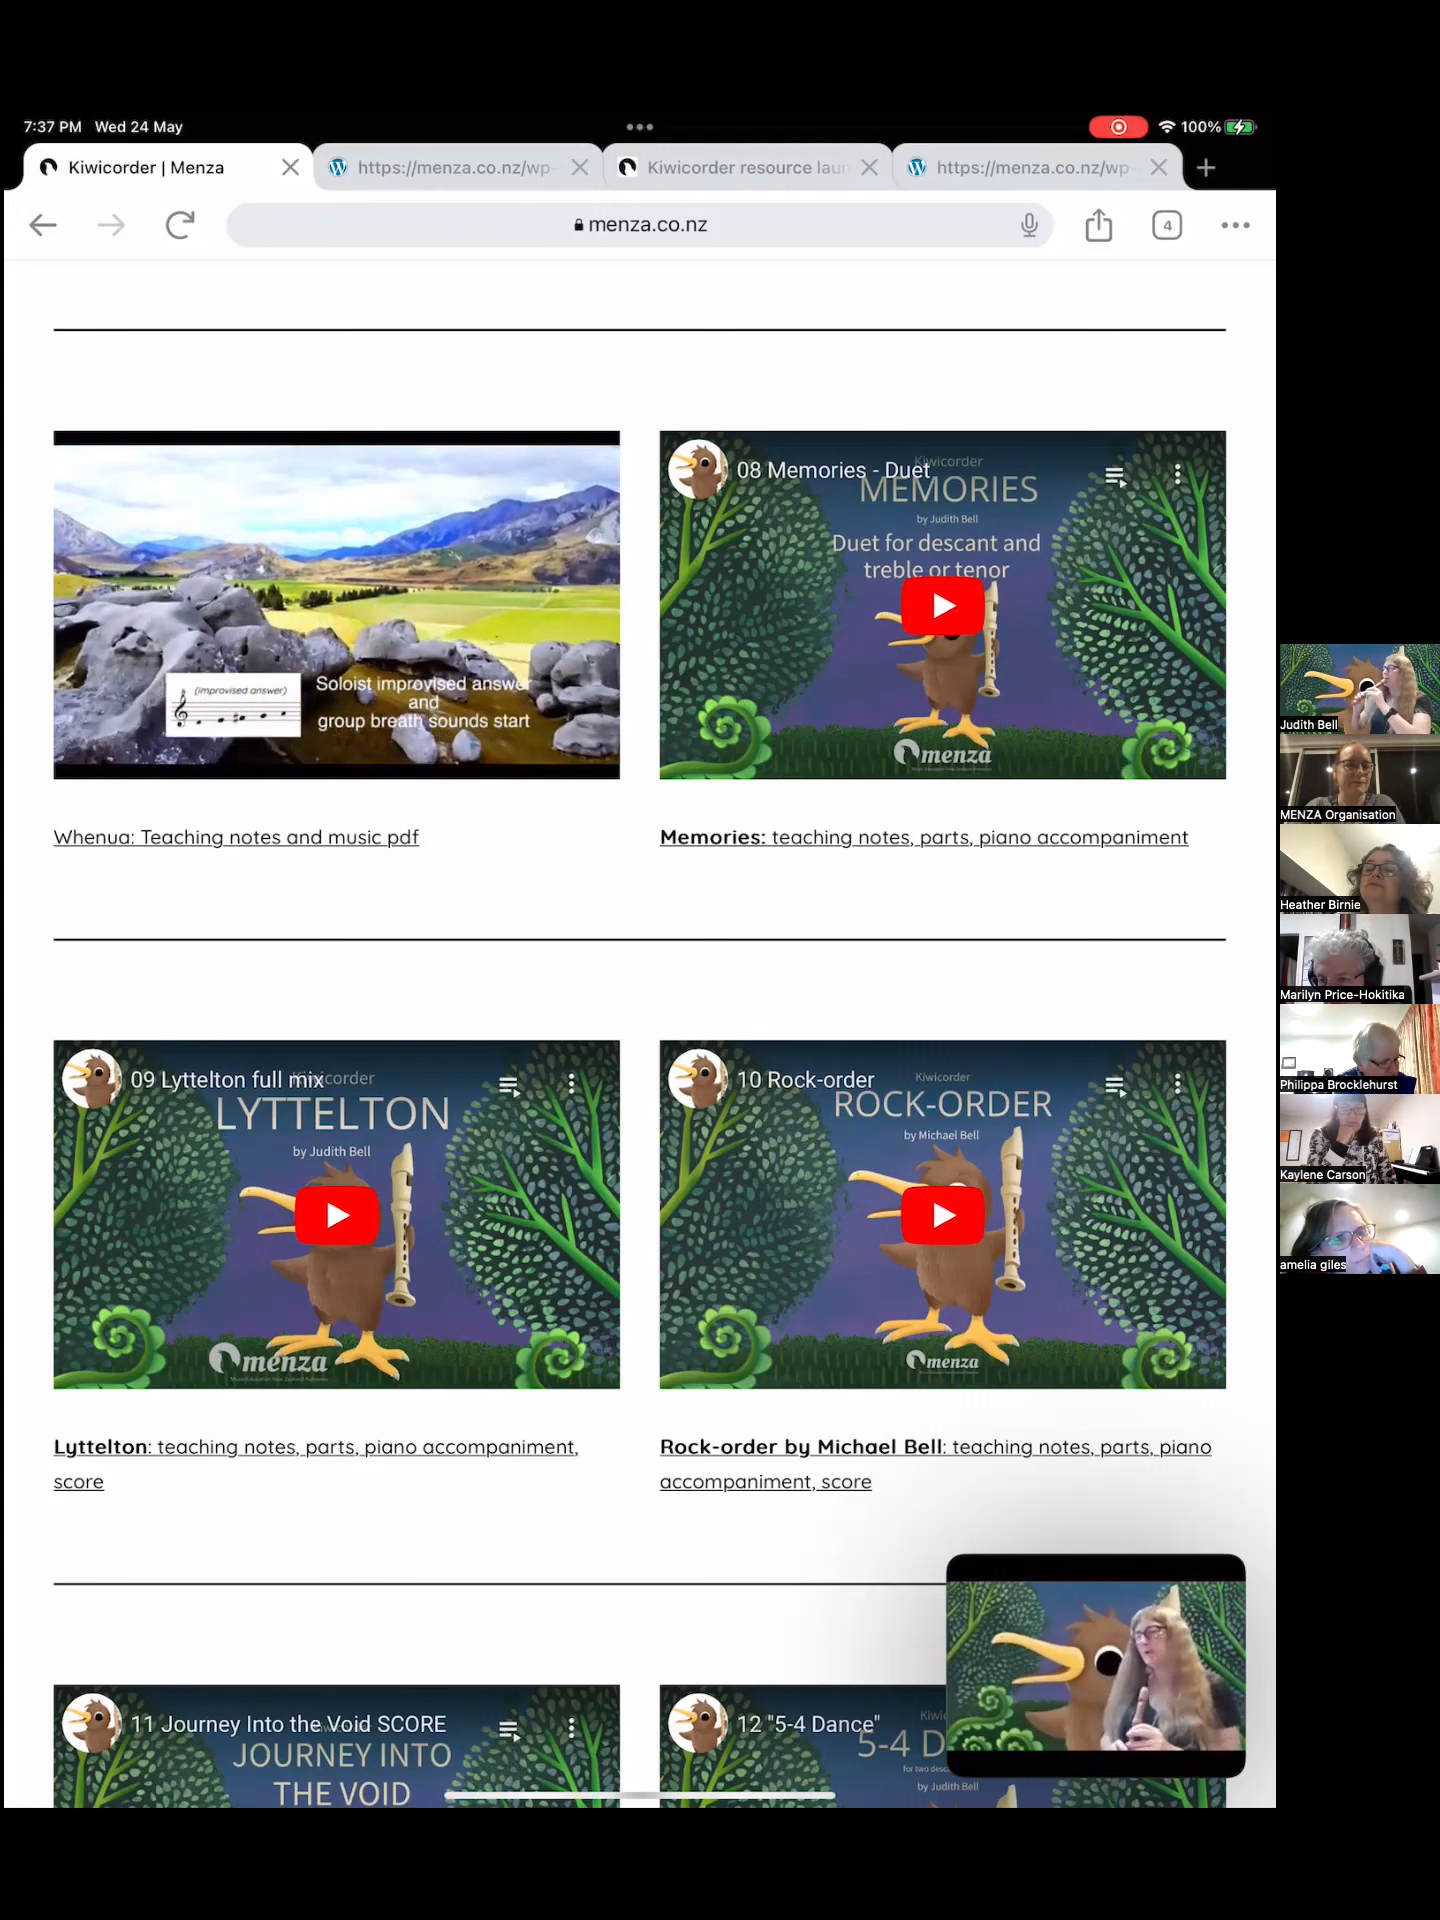 7:37 PM Wed 24 May
100%
Kiwicorder | Menza
https://menza.co.nz/wp-
Kiwicorder resource laun
https://menza.co.nz/wp-
menza.co.nz
4
(improvised answer)
Soloist improvised answer
and
group breath sounds start
08 Memories - Duet
Kiwicorder
MEMORIES
by Judith Bell
Duet for descant and
treble or tenor
menza
Whenua: Teaching notes and music pdf
Memories: teaching notes, parts, piano accompaniment
09 Lyttelton full mix
Kiwicorder
LYTTELTON
by Judith Bell
menza
10 Rock-order
Kiwicorder
ROCK-ORDER
by Michael Bell
menza
Lyttelton: teaching notes, parts, piano accompaniment,
score
Rock-order by Michael Bell: teaching notes, parts, piano
accompaniment, score
11 Journey Into the Void SCORE
JOURNEY INTO
THE VOID
12 "5-4 Dance"
Kiwi
5-4 D
for two desc
by Judith Bell
Judith Bell
MENZA Organisation
Heather Birnie
Marilyn Price-Hokitika
Philippa Brocklehurst
Kaylene Carson
amelia giles